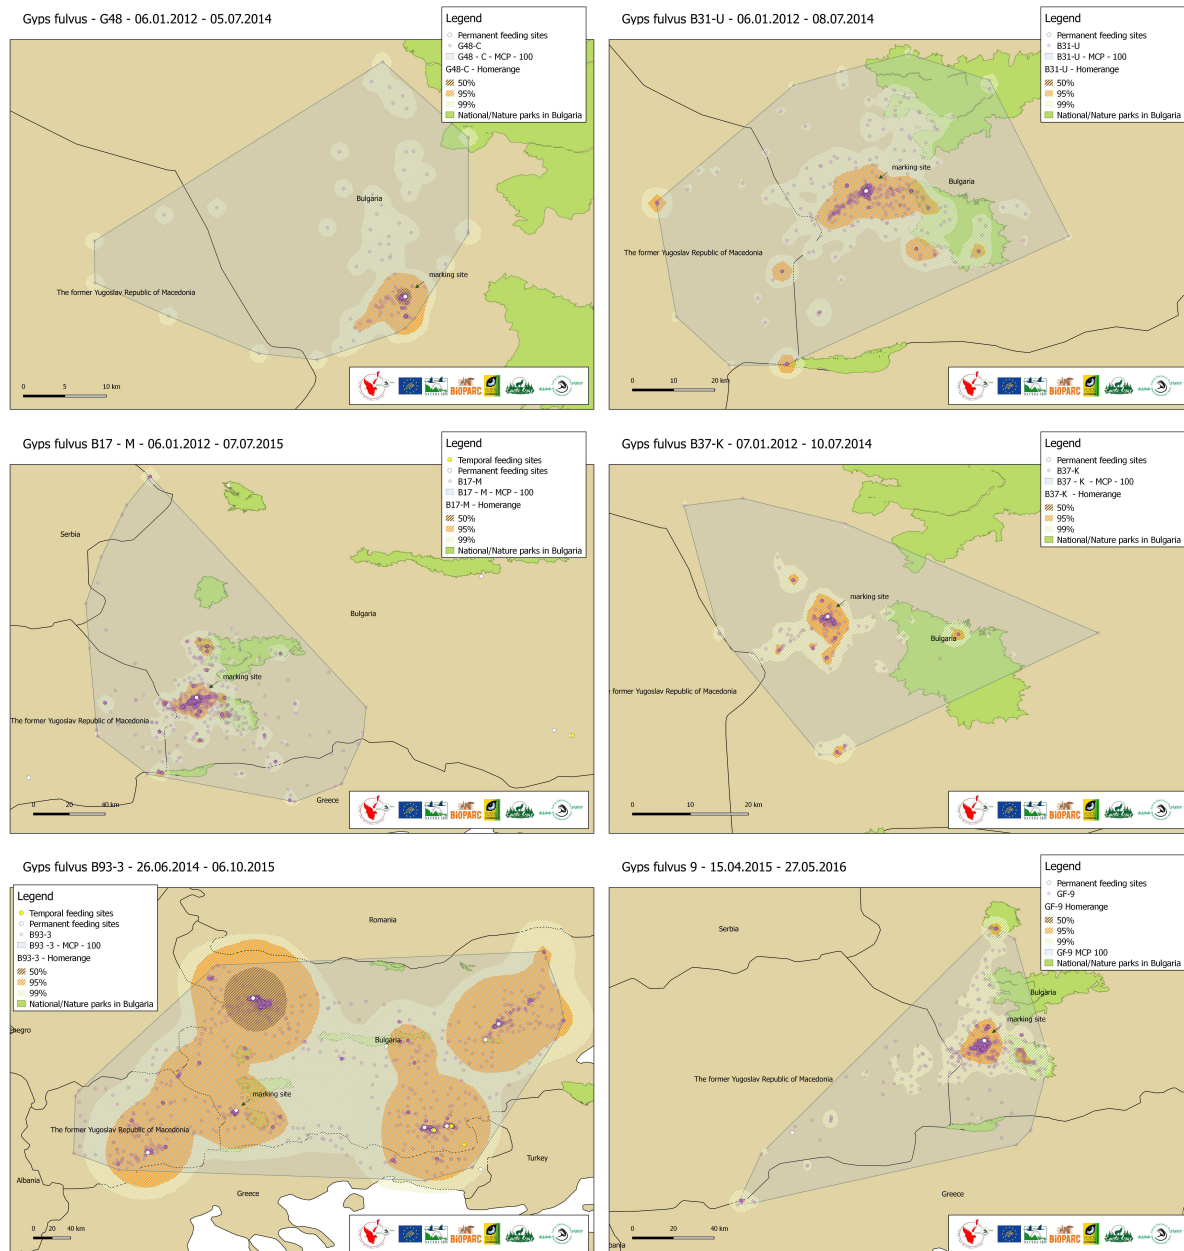 Gyps fulvus - G48 - 06.01.2012 - 05.07.2014
Legend
Permanent feeding sites
G48-C
G48 - C - MCP - 100
G48-C - Homerange
50%
95%
99%
National/Nature parks in Bulgaria
Bulgaria
marking site
The former Yugoslav Republic of Macedonia
0 5 10 km
BIOPARC
Gyps fulvus B31-U - 06.01.2012 - 08.07.2014
Legend
Permanent feeding sites
B31-U
B31-U - MCP - 100
B31-U - Homerange
50%
95%
99%
National/Nature parks in Bulgaria
marking site
Bulgaria
The former Yugoslav Republic of Macedonia
0 10 20 km
BIOPARC
Gyps fulvus B17 - M - 06.01.2012 - 07.07.2015
Legend
Temporal feeding sites
Permanent feeding sites
B17-M
B17 - M - MCP - 100
B17-M - Homerange
50%
95%
99%
National/Nature parks in Bulgaria
Serbia
Bulgaria
marking site
The former Yugoslav Republic of Macedonia
Greece
0 20 40 km
BIOPARC
Gyps fulvus B37-K - 07.01.2012 - 10.07.2014
Legend
Permanent feeding sites
B37-K
B37 - K - MCP - 100
B37-K - Homerange
50%
95%
99%
National/Nature parks in Bulgaria
marking site
Bulgaria
former Yugoslav Republic of Macedonia
0 10 20 km
BIOPARC
Gyps fulvus B93-3 - 26.06.2014 - 06.10.2015
Legend
Temporal feeding sites
Permanent feeding sites
B93-3
B93 -3 - MCP - 100
B93-3 - Homerange
50%
95%
99%
National/Nature parks in Bulgaria
Romania
negro
Bulgaria
marking site
The former Yugoslav Republic of Macedonia
Turkey
Albania
Greece
0 20 40 km
BIOPARC
Gyps fulvus 9 - 15.04.2015 - 27.05.2016
Legend
Permanent feeding sites
GF-9
GF-9 Homerange
50%
95%
99%
GF-9 MCP 100
National/Nature parks in Bulgaria
Serbia
Bulgaria
marking site
The former Yugoslav Republic of Macedonia
Greece
0 20 40 km
BIOPARC